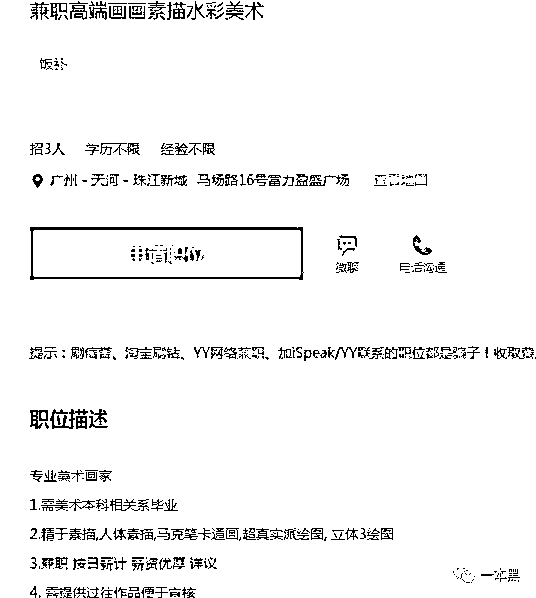 兼职高端画画素描水彩美术
饭补
招3人 学历不限 经验不限
广州 - 天河 - 珠江新城 马场路16号富力盈盛广场 查看地图
申请职位
微聊 电话沟通
提示：刷信誉、淘宝刷钻、YY网络兼职、加iSpeak/YY联系的职位都是骗子！收取费
职位描述
专业美术画家
1.需美术本科相关系毕业
2.精于素描,人体素描,马克笔卡通画,超真实派绘图, 立体3绘图
3.兼职 按日薪计 薪资优厚 详议
4. 需提供过往作品便于审核
一本黑